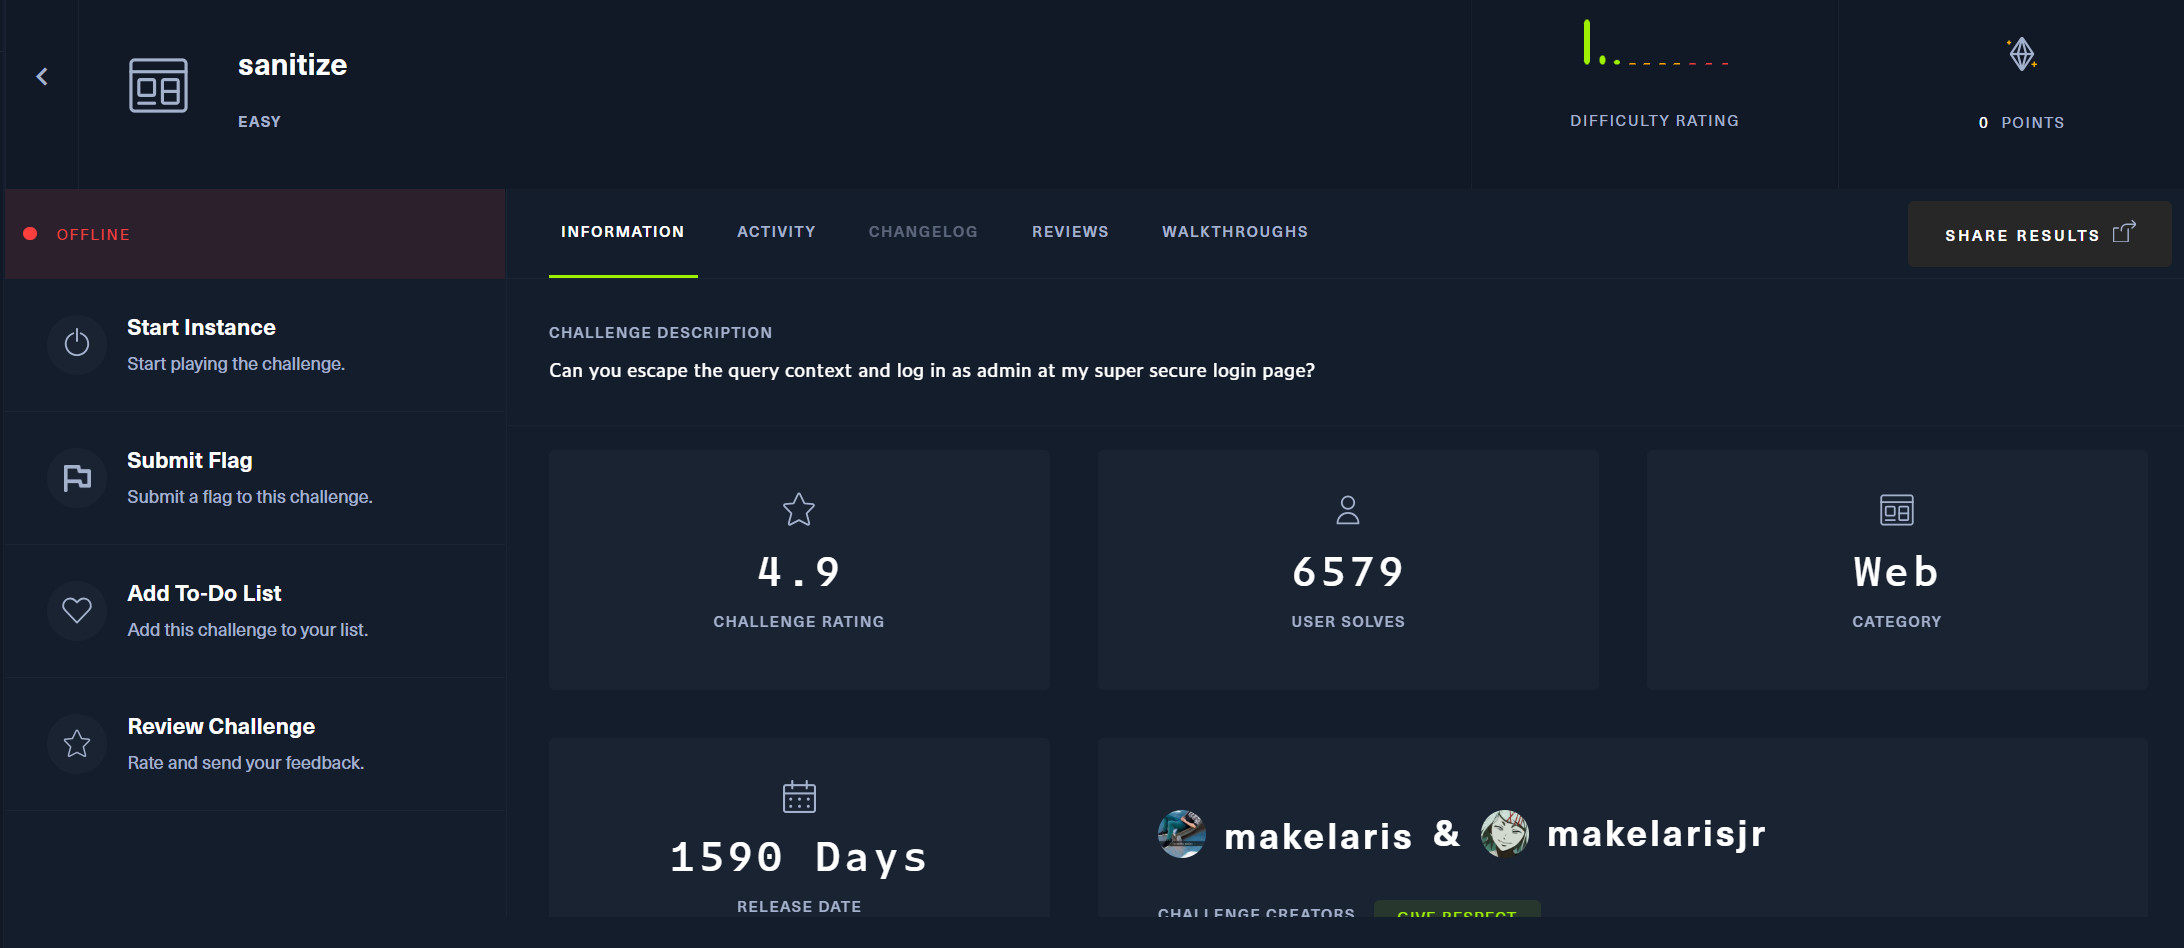 sanitize
EASY
DIFFICULTY RATING
0 POINTS
OFFLINE
INFORMATION ACTIVITY CHANGELOG REVIEWS WALKTHROUGHS
SHARE RESULTS
Start Instance
Start playing the challenge.
Submit Flag
Submit a flag to this challenge.
Add To-Do List
Add this challenge to your list.
Review Challenge
Rate and send your feedback.
CHALLENGE DESCRIPTION
Can you escape the query context and log in as admin at my super secure login page?
4.9
CHALLENGE RATING
6579
USER SOLVES
Web
CATEGORY
1590 Days
RELEASE DATE
makelaris & makelarisjr
CHALLENGE CREATORS GIVE RESPECT